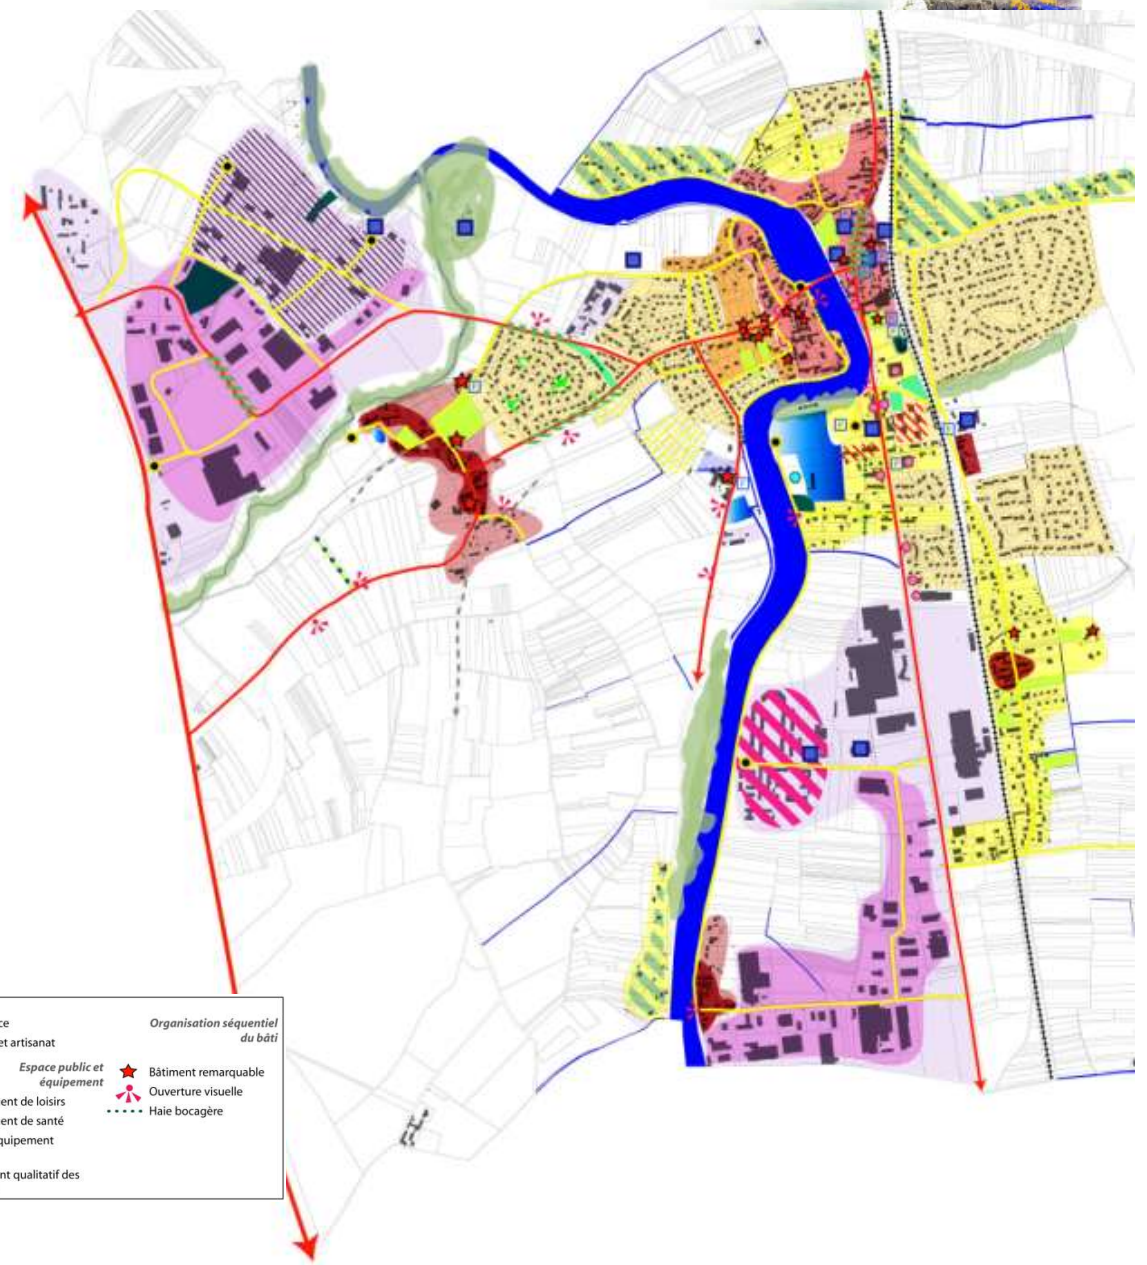 ce
et artisanat
Espace public et
équipement
ent de loisirs
ent de santé
quipement
nt qualitatif des
Organisation séquentiel
du bâti
Bâtiment remarquable
Ouverture visuelle
Haie bocagère